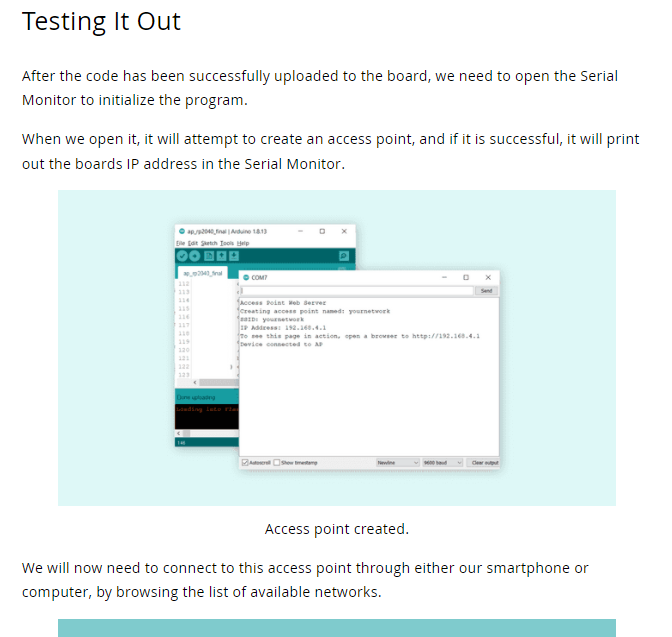 Testing It Out
After the code has been successfully uploaded to the board, we need to open the Serial
Monitor to initialize the program.
When we open it, it will attempt to create an access point, and if it is successful, it will print
out the boards IP address in the Serial Monitor.
ap_rp2040_final | Arduino 1.8.13
File Edit Sketch Tools Help
ap_rp2040_final
112
113
114
115
116
117
118
119
120
121
122
123
Done uploading
Loading into Flas
146
COM7
Send
Access Point Web Server
Creating access point named: yournetwork
SSID: yournetwork
IP Address: 192.168.4.1
To see this page in action, open a browser to http://192.168.4.1
Device connected to AP
Autoscroll Show timestamp Newline 9600 baud Clear output
Access point created.
We will now need to connect to this access point through either our smartphone or
computer, by browsing the list of available networks.